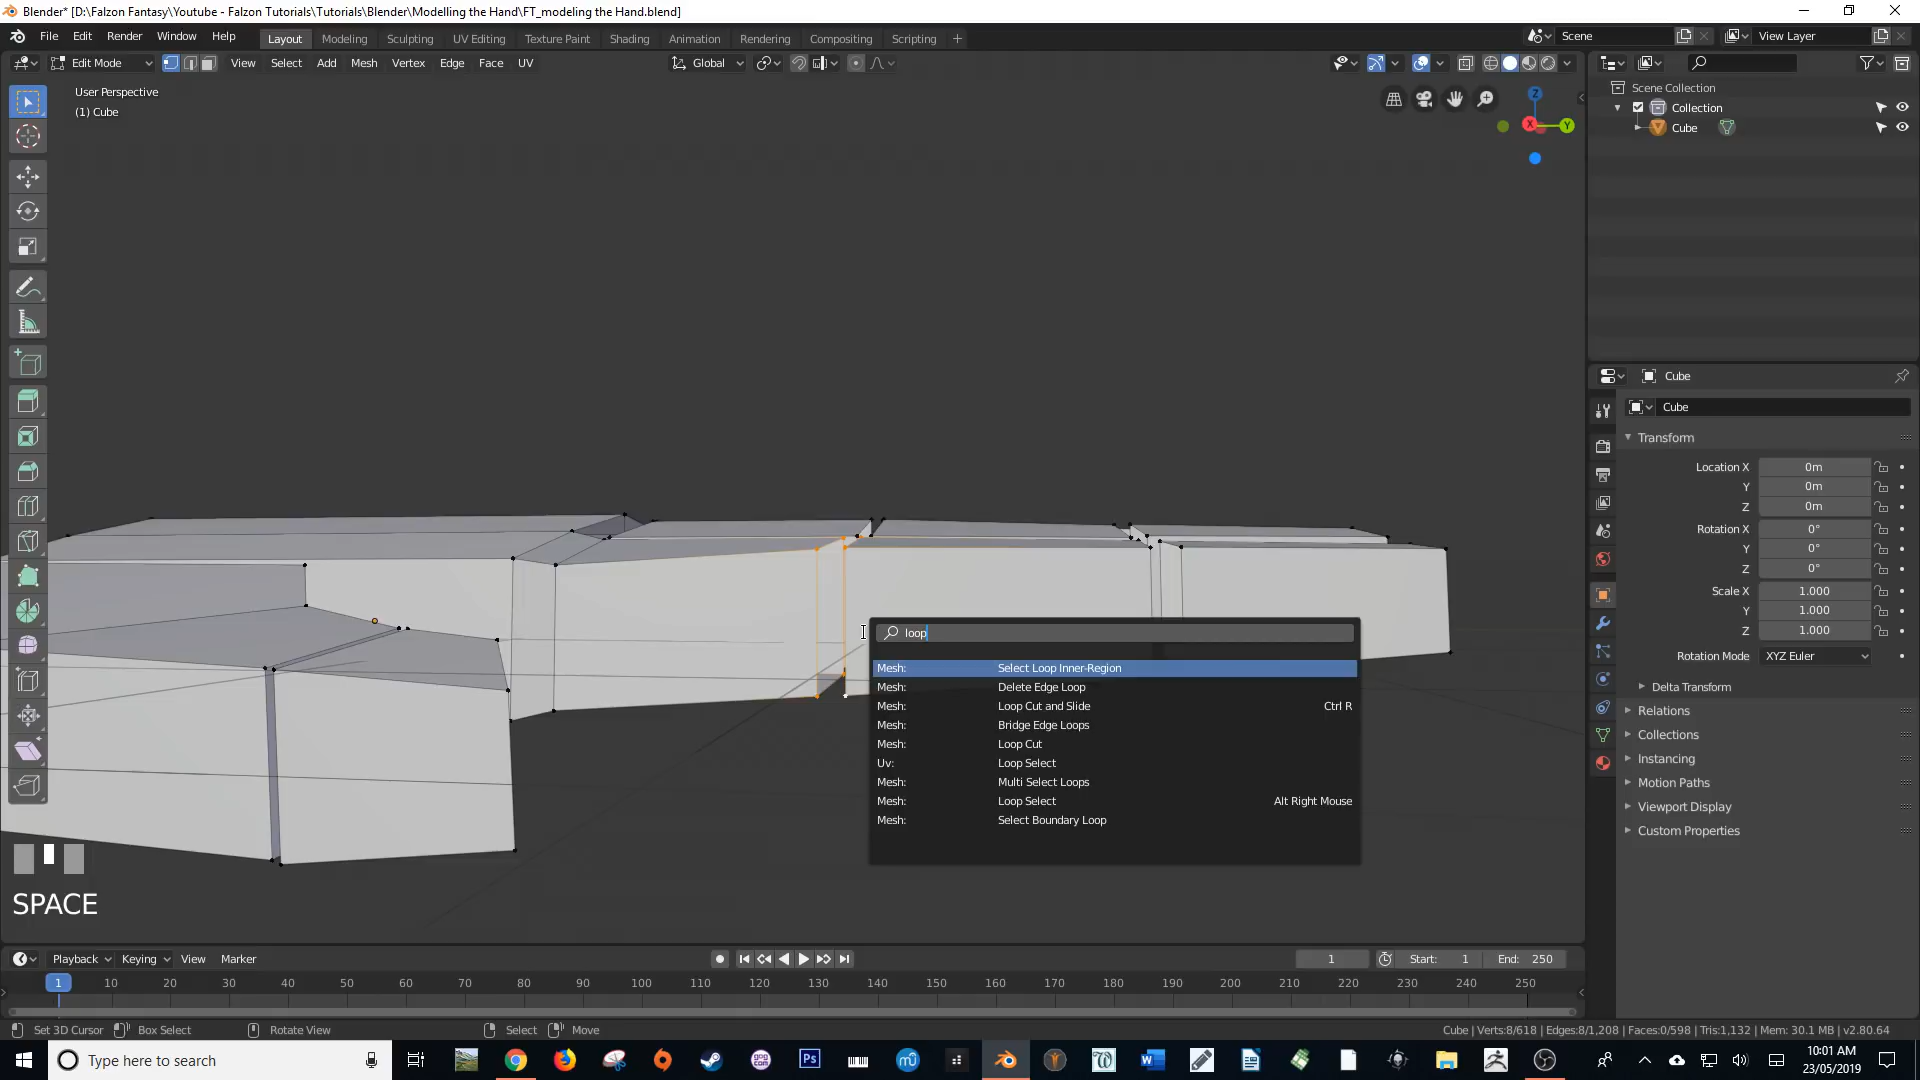 Blender* [D:\Falzon Fantasy\Youtube - Falzon Tutorials\Tutorials\Blender\Modelling the Hand\FT_modeling the Hand.blend]
File Edit Render Window Help Layout Modeling Sculpting UV Editing Texture Paint Shading Animation Rendering Compositing Scripting + Scene View Layer
Edit Mode View Select Add Mesh Vertex Edge Face UV Global
User Perspective
(1) Cube
Z
X
Y
Scene Collection
Collection
Cube
Cube
Cube
Transform
Location X 0m
Y 0m
Z 0m
Rotation X 0°
Y 0°
Z 0°
Scale X 1.000
Y 1.000
Z 1.000
Rotation Mode XYZ Euler
Delta Transform
Relations
Collections
Instancing
Motion Paths
Viewport Display
Custom Properties
loop
Mesh: Select Loop Inner-Region
Mesh: Delete Edge Loop
Mesh: Loop Cut and Slide Ctrl R
Mesh: Bridge Edge Loops
Mesh: Loop Cut
Uv: Loop Select
Mesh: Multi Select Loops
Mesh: Loop Select Alt Right Mouse
Mesh: Select Boundary Loop
SPACE
Playback Keying View Marker 1 Start: 1 End: 250
1 10 20 30 40 50 60 70 80 90 100 110 120 130 140 150 160 170 180 190 200 210 220 230 240 250
Set 3D Cursor Box Select Rotate View Select Move Cube | Verts:8/618 | Edges:8/1,208 | Faces:0/598 | Tris:1,132 | Mem: 30.1 MB | v2.80.64
Type here to search
10:01 AM
23/05/2019